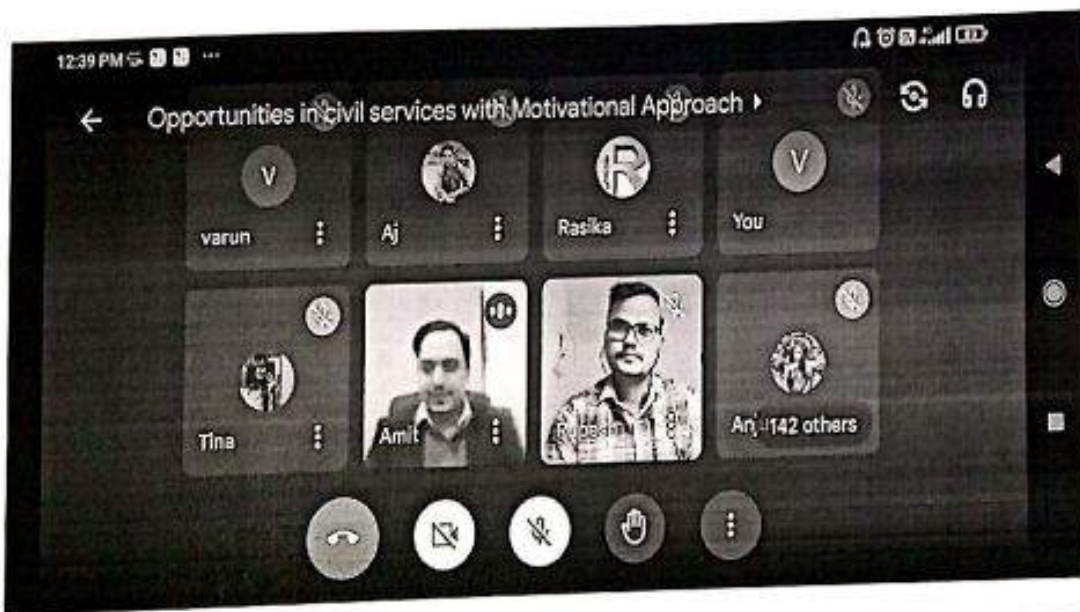 12:39 PM
Opportunities in civil services with Motivational Approach
V
R
V
varun
Aj
Rasika
You
Tina
Amit
142 others